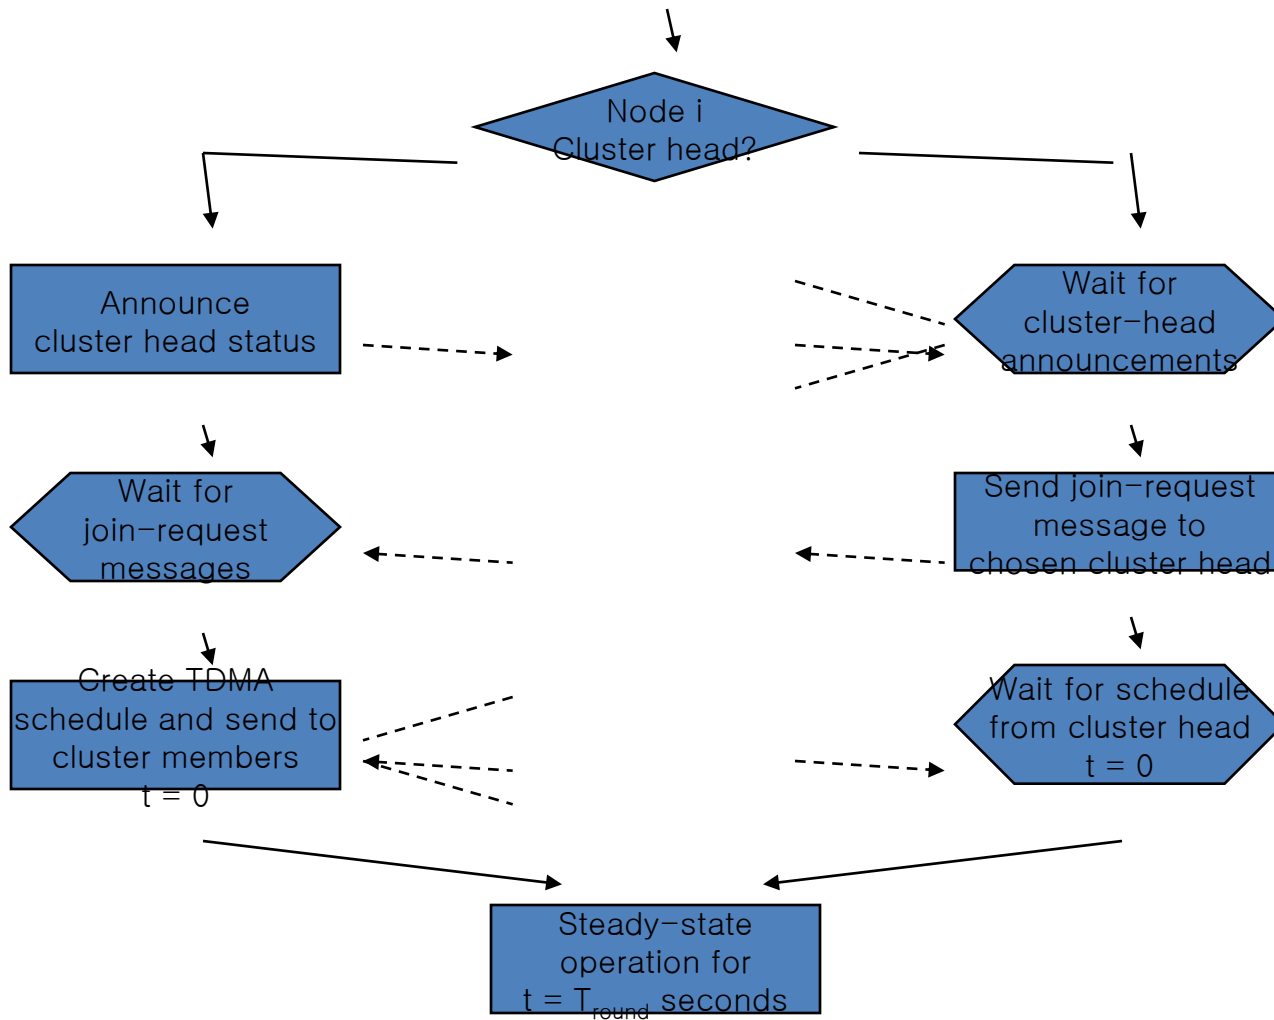 Node i
Cluster head?
Announce
cluster head status
Wait for
cluster-head
announcements
Wait for
join-request
messages
Send join-request
message to
chosen cluster head
Create TDMA
schedule and send to
cluster members
t = 0
Wait for schedule
from cluster head
t = 0
Steady-state
operation for
t = T_round seconds